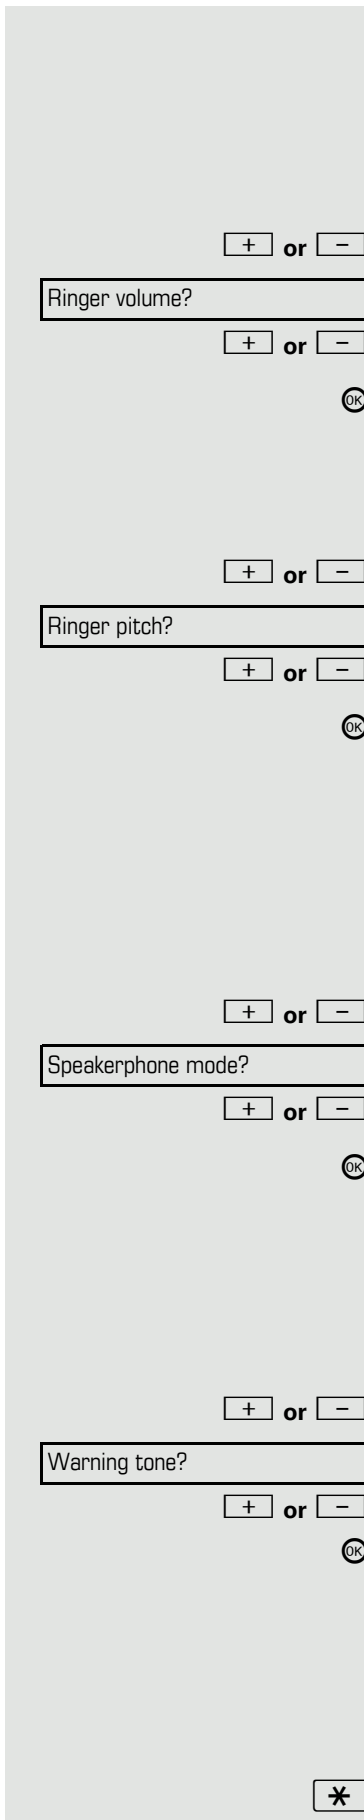 + or −
Ringer volume?
+ or −
OK
+ or −
Ringer pitch?
+ or −
OK
+ or −
Speakerphone mode?
+ or −
OK
+ or −
Warning tone?
+ or −
OK
*